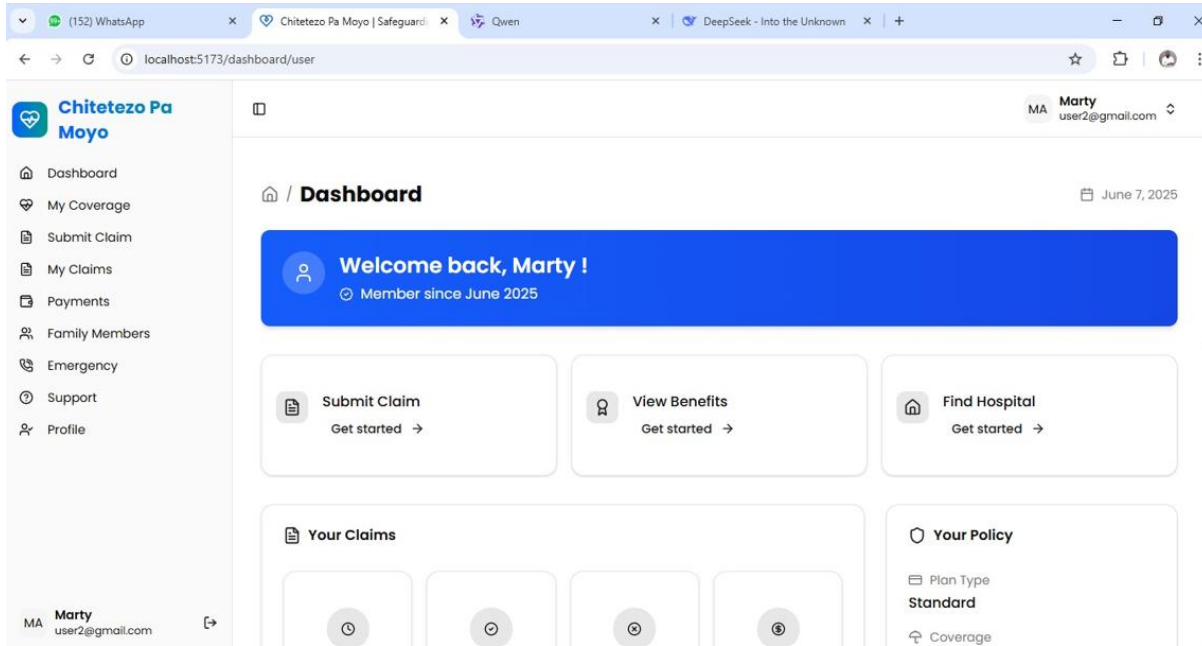 (152) WhatsApp
Chitetezo Pa Moyo | Safeguardi
Qwen
DeepSeek - Into the Unknown
localhost:5173/dashboard/user
Chitetezo Pa
Moyo
Dashboard
My Coverage
Submit Claim
My Claims
Payments
Family Members
Emergency
Support
Profile
MA
Marty
user2@gmail.com
MA
Marty
user2@gmail.com
/ Dashboard
June 7, 2025
Welcome back, Marty !
Member since June 2025
Submit Claim
Get started →
View Benefits
Get started →
Find Hospital
Get started →
Your Claims
Your Policy
Plan Type
Standard
Coverage